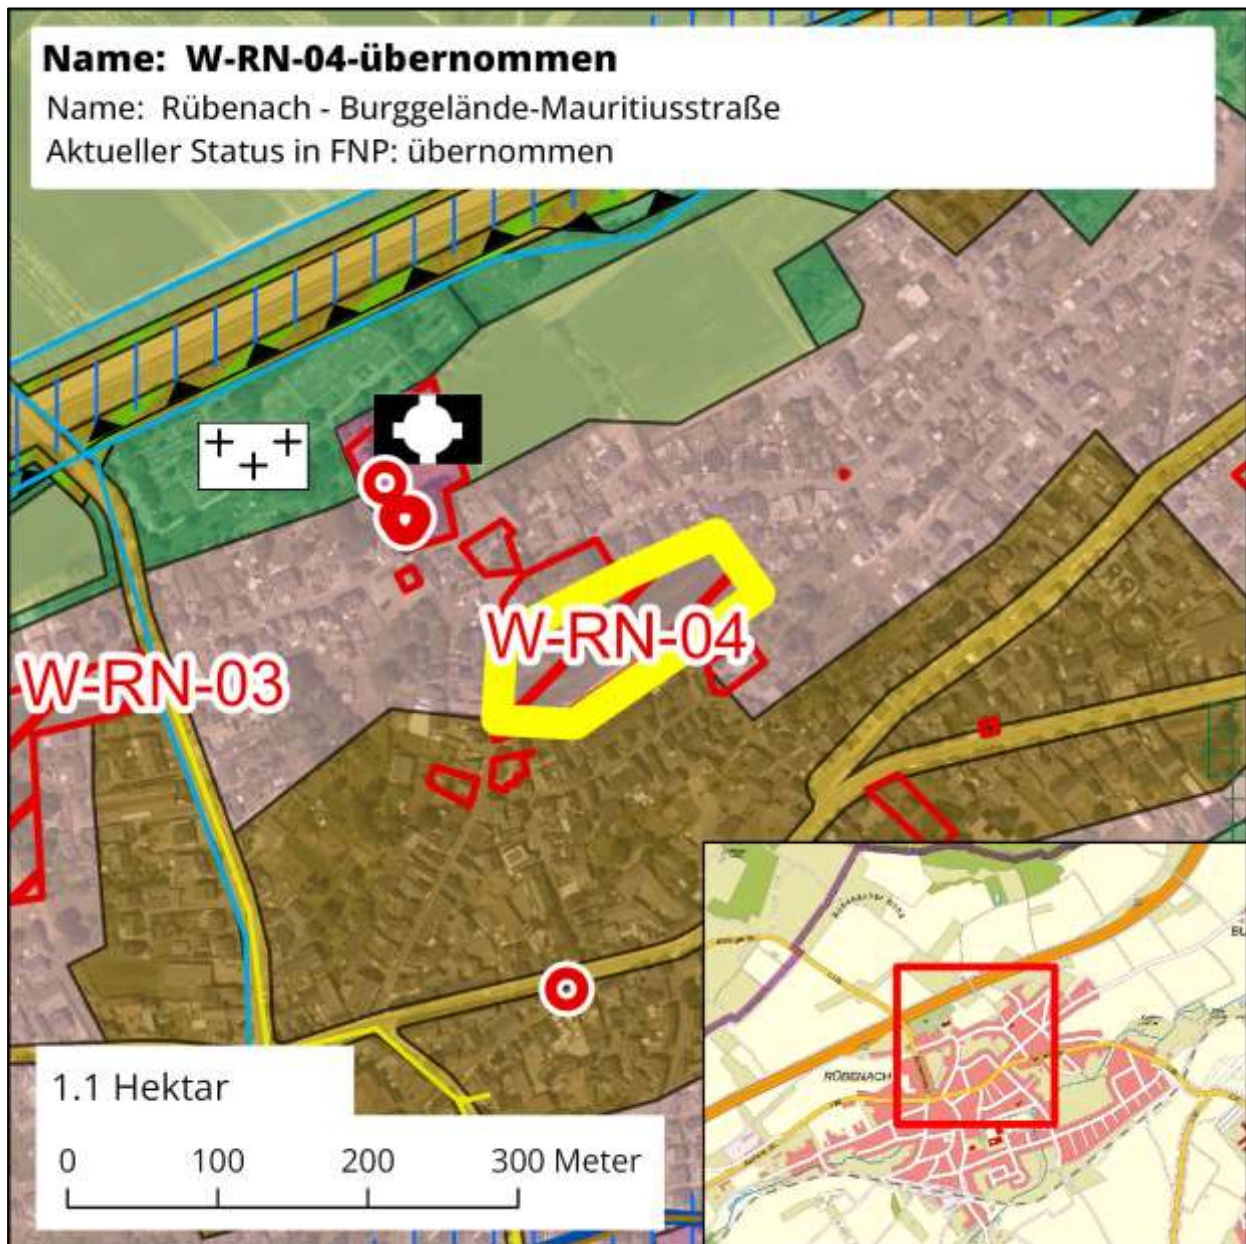 Name: W-RN-04-übernommen
Name: Rübenach - Burggelände-Mauritiusstraße
Aktueller Status in FNP: übernommen
W-RN-04
W-RN-03
1.1 Hektar
0 100 200 300 Meter
RÜBENACH